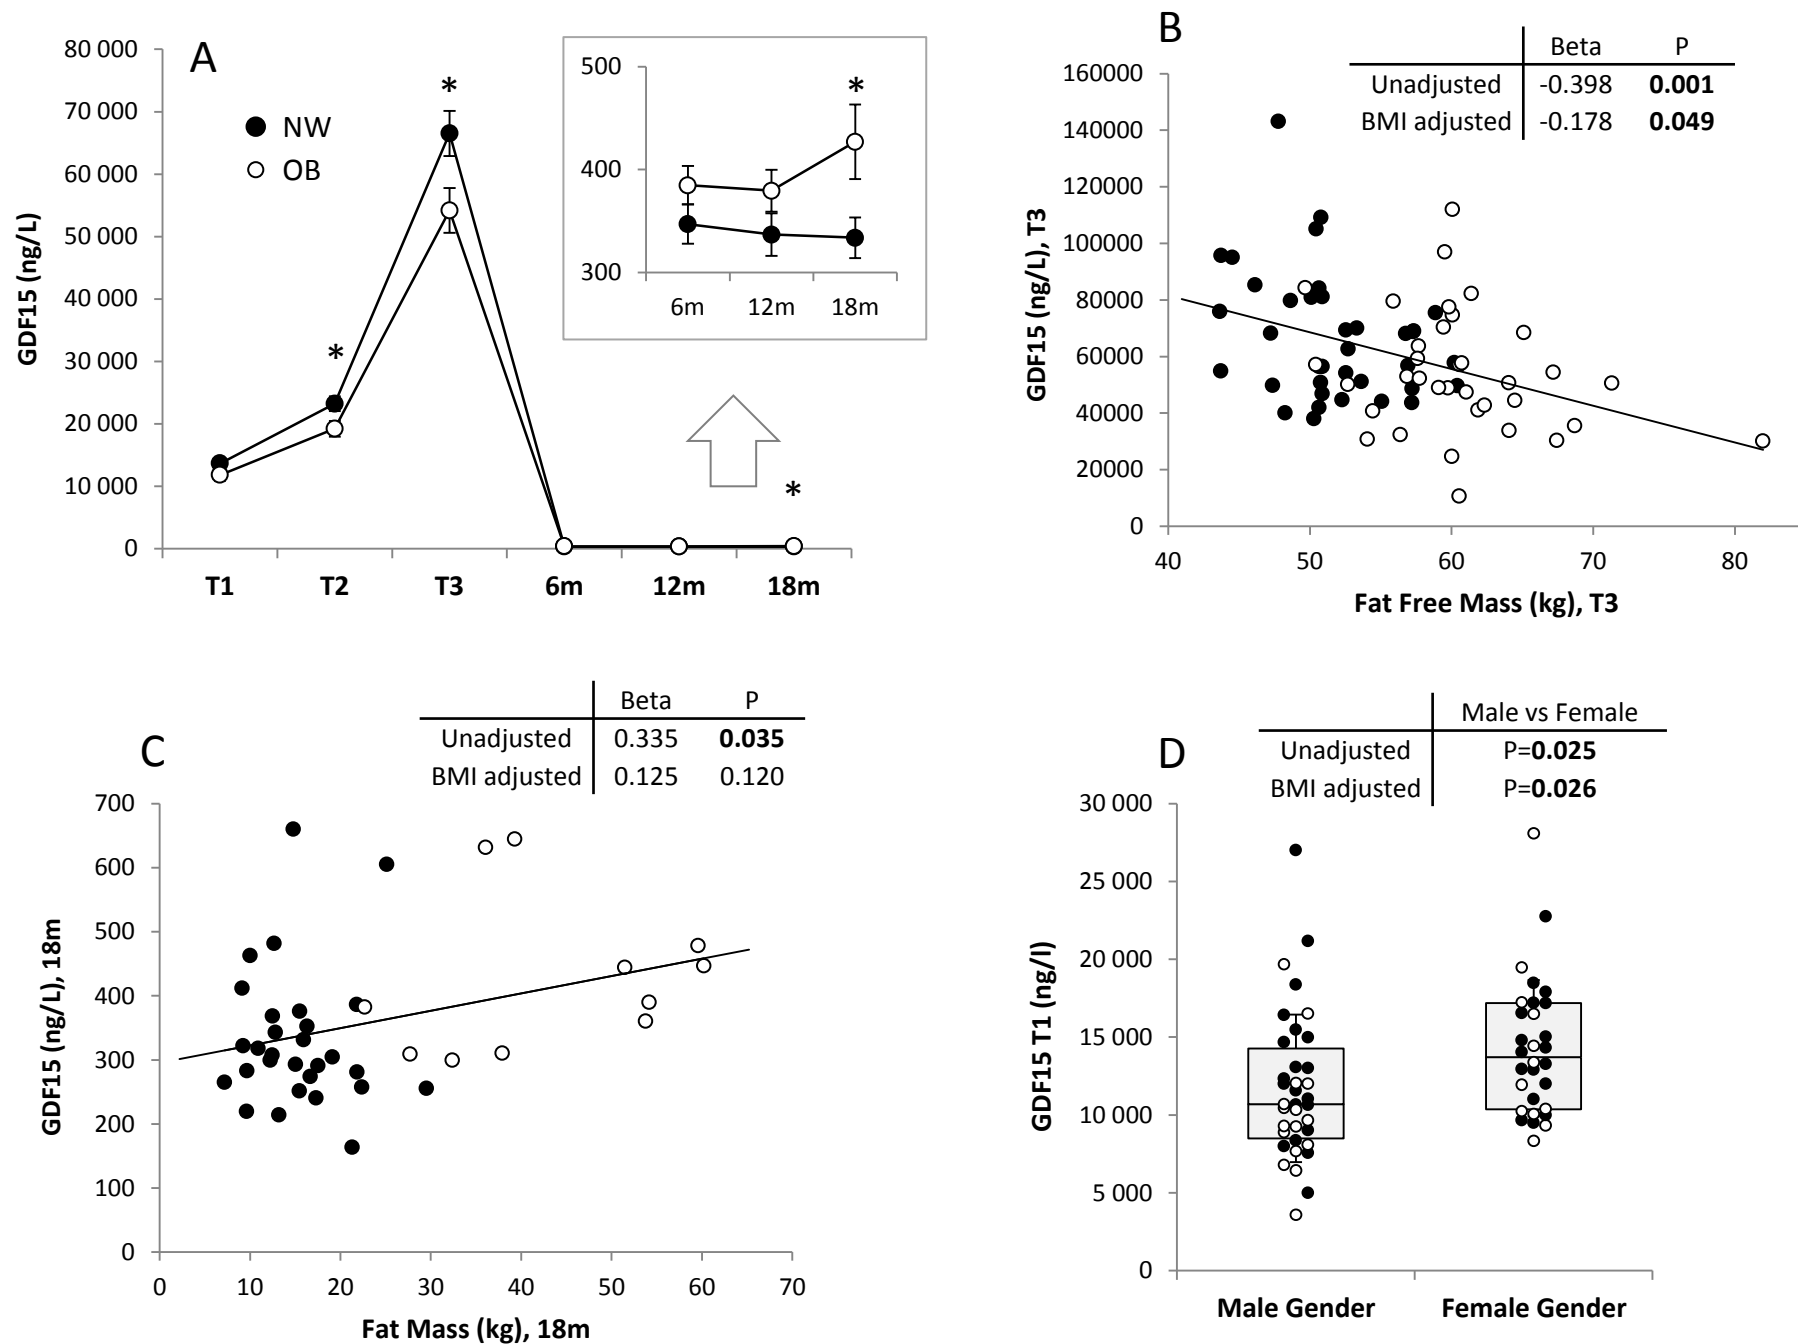 A
80 000
70 000
60 000
50 000
40 000
30 000
20 000
10 000
0
GDF15 (ng/L)
NW
OB
*
*
*
T1 T2 T3 6m 12m 18m
500
400
300
*
6m 12m 18m
B
Beta P
Unadjusted -0.398 0.001
BMI adjusted -0.178 0.049
160000
140000
120000
100000
80000
60000
40000
20000
0
GDF15 (ng/L), T3
40 50 60 70 80
Fat Free Mass (kg), T3
C
Beta P
Unadjusted 0.335 0.035
BMI adjusted 0.125 0.120
700
600
500
400
300
200
100
0
GDF15 (ng/L), 18m
0 10 20 30 40 50 60 70
Fat Mass (kg), 18m
D
Male vs Female
Unadjusted P=0.025
BMI adjusted P=0.026
30 000
25 000
20 000
15 000
10 000
5 000
0
GDF15 T1 (ng/l)
Male Gender Female Gender